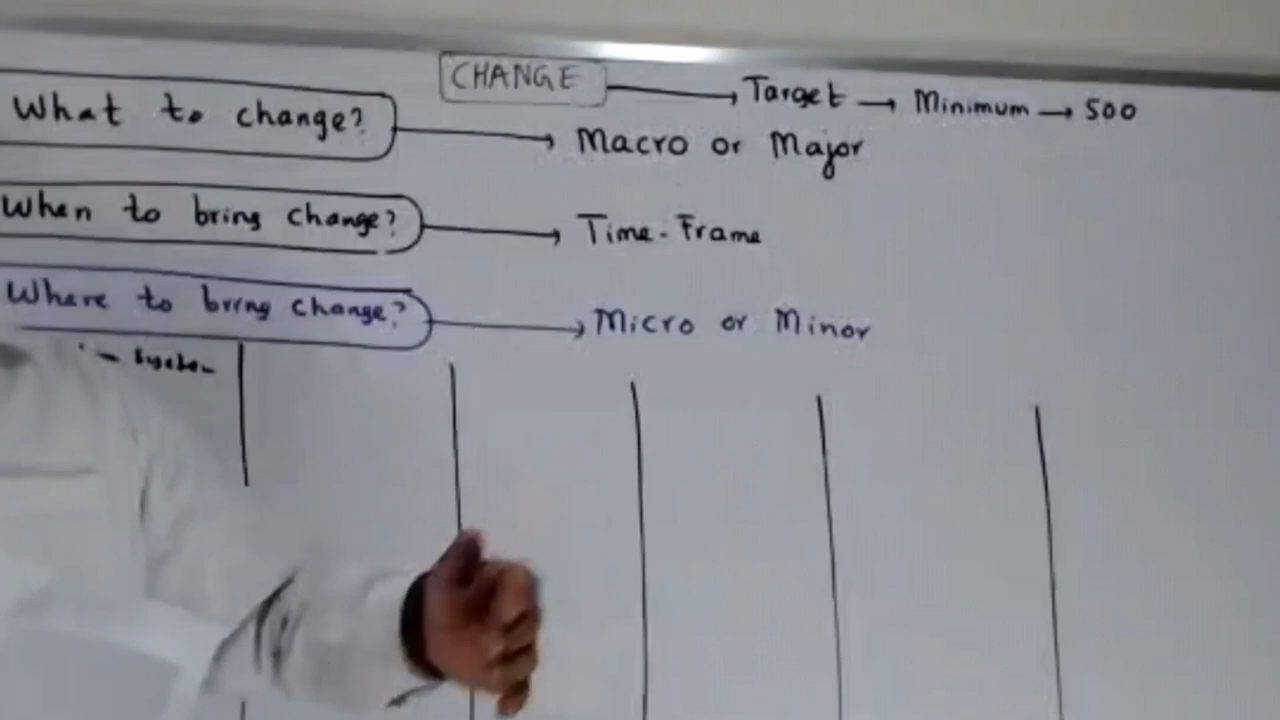 CHANGE → Target → Minimum → 500
What to change? → Macro or Major
When to bring change? → Time-Frame
Where to bring change? → Micro or Minor